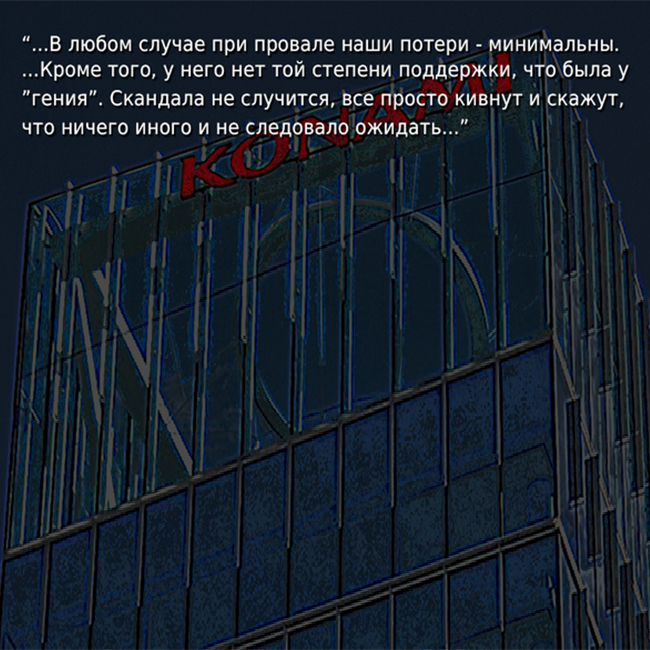 “...В любом случае при провале наши потери - минимальны.
...Кроме того, у него нет той степени поддержки, что была у
”гения”. Скандала не случится, все просто кивнут и скажут,
что ничего иного и не следовало ожидать...”
KONAMI